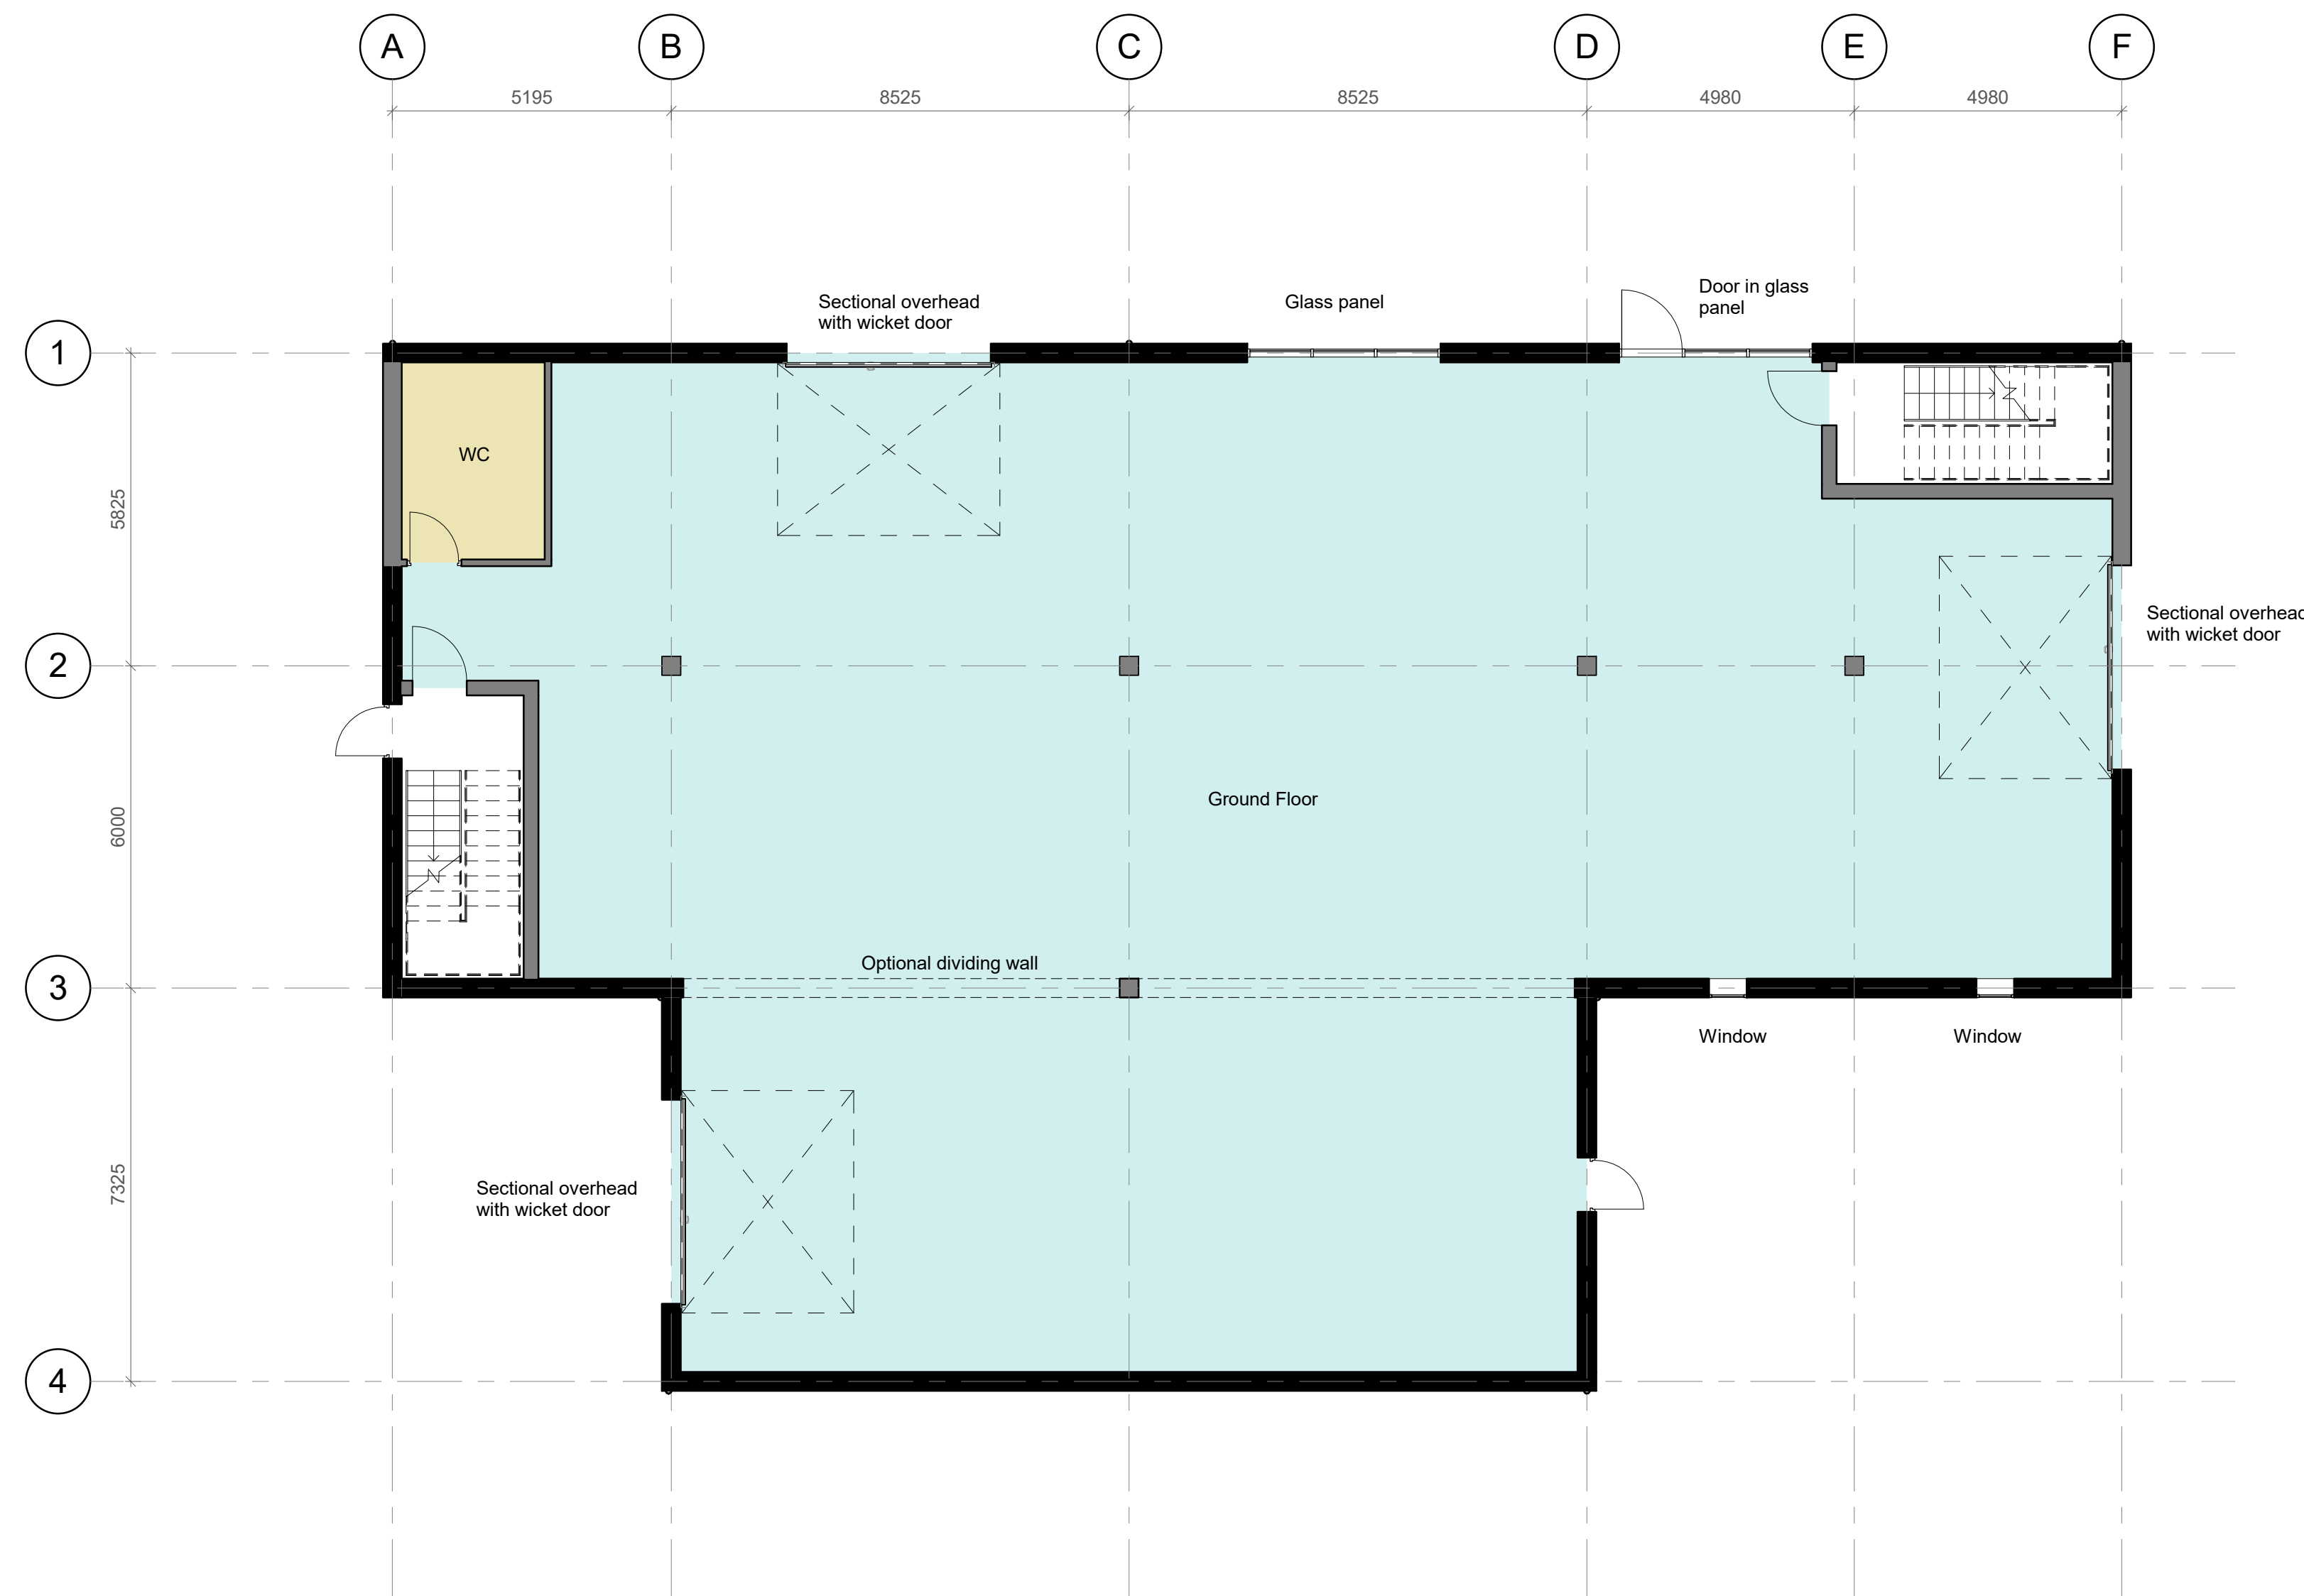 A
B
C
D
E
F
5195
8525
8525
4980
4980
Sectional overhead
with wicket door
Glass panel
Door in glass
panel
1
WC
5825
Sectional overhead
with wicket door
2
Ground Floor
6000
Optional dividing wall
3
Window
Window
7325
Sectional overhead
with wicket door
4